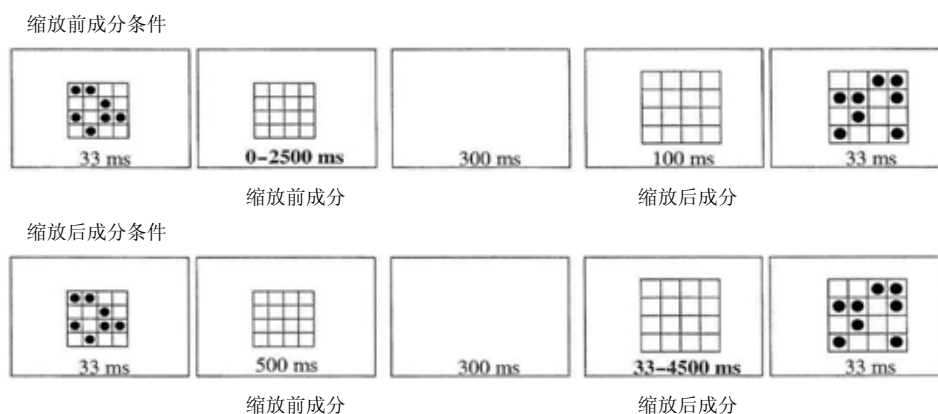 缩放前成分条件
33 ms
0–2500 ms
300 ms
100 ms
33 ms
缩放前成分
缩放后成分
缩放后成分条件
33 ms
500 ms
300 ms
33–4500 ms
33 ms
缩放前成分
缩放后成分